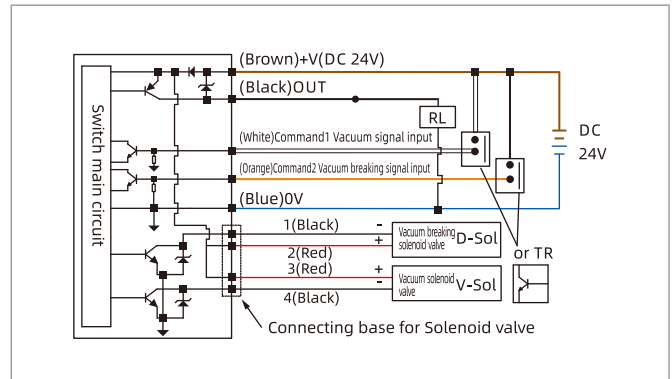 (Brown)+V(DC 24V)
(Black)OUT
RL
(White)Command1 Vacuum signal input
(Orange)Command2 Vacuum breaking signal input
(Blue)0V
DC
24V
Switch main circuit
1(Black)
-
+
Vacuum breaking
solenoid valve
D-Sol
2(Red)
3(Red)
+
-
Vacuum solenoid
valve
V-Sol
4(Black)
or TR
Connecting base for Solenoid valve